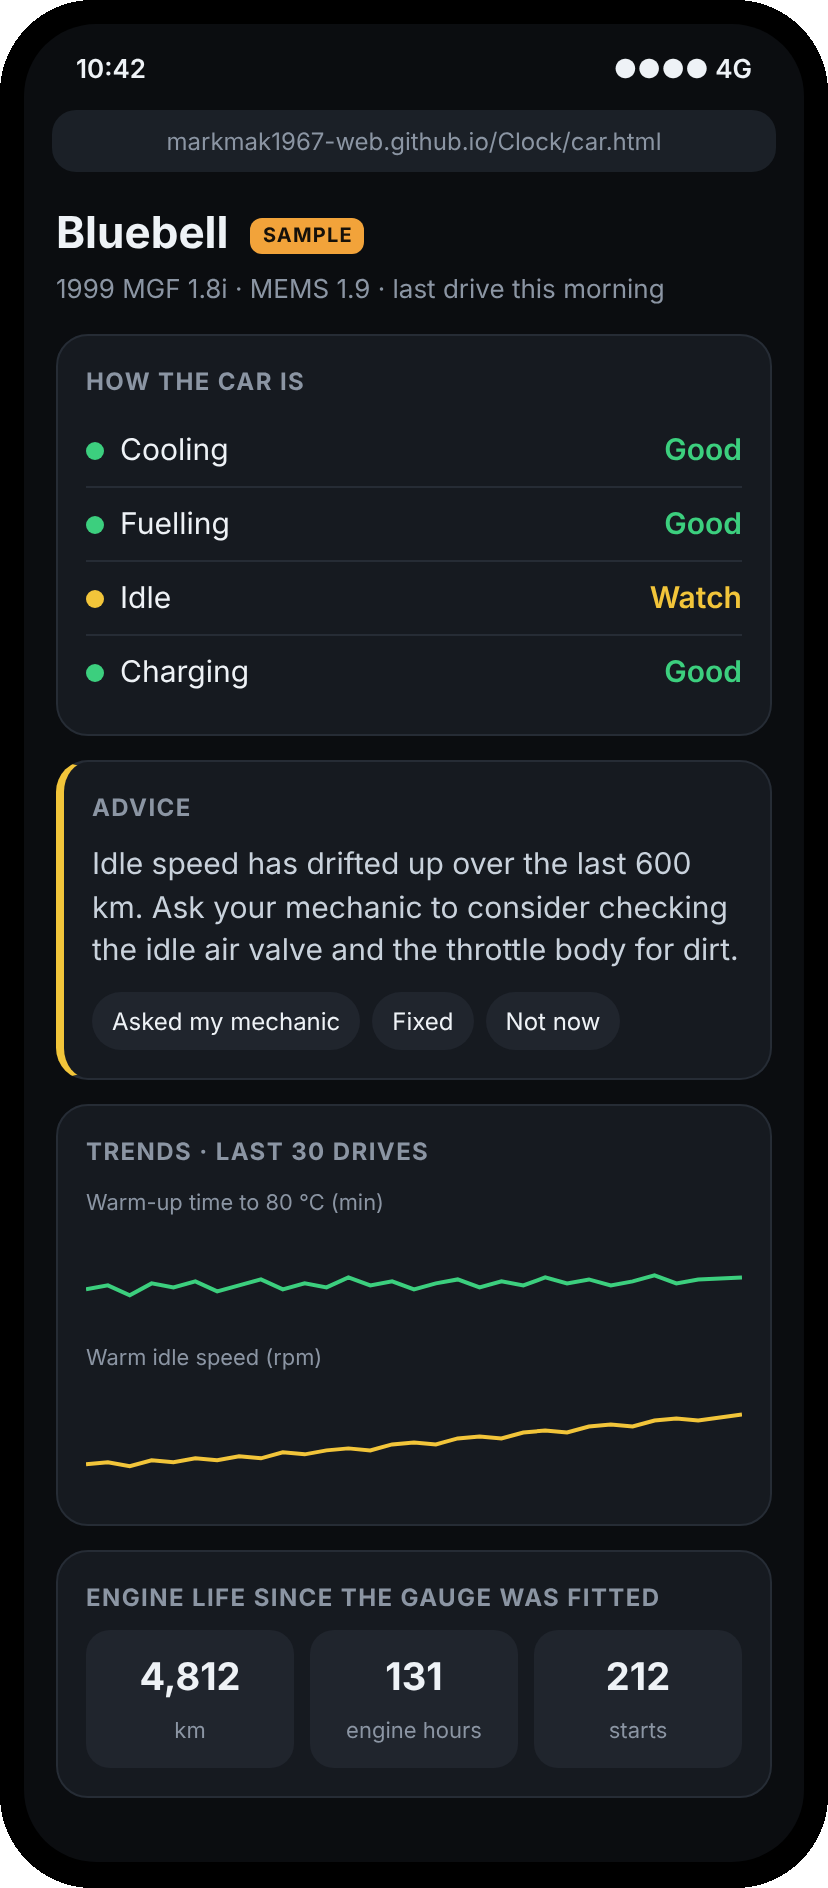 10:42 4G
markmak1967-web.github.io/Clock/car.html
Bluebell SAMPLE
1999 MGF 1.8i · MEMS 1.9 · last drive this morning
HOW THE CAR IS
Cooling Good
Fuelling Good
Idle Watch
Charging Good
ADVICE
Idle speed has drifted up over the last 600
km. Ask your mechanic to consider checking
the idle air valve and the throttle body for dirt.
Asked my mechanic Fixed Not now
TRENDS · LAST 30 DRIVES
Warm-up time to 80 °C (min)
Warm idle speed (rpm)
ENGINE LIFE SINCE THE GAUGE WAS FITTED
4,812 131 212
km engine hours starts